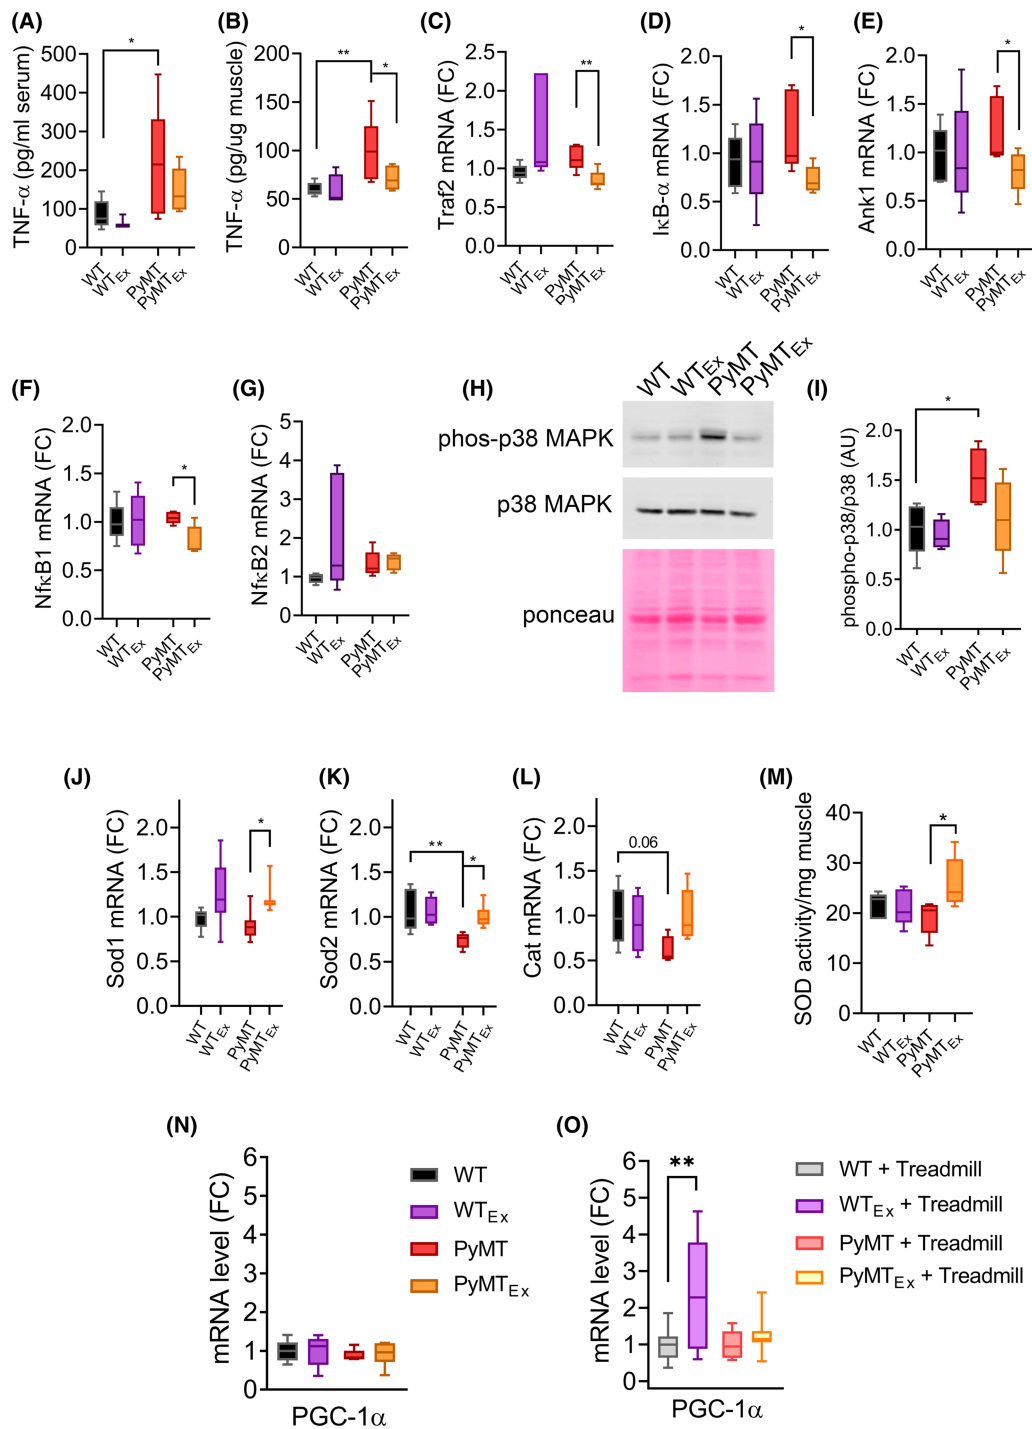 (A)
TNF-α (pg/ml serum)
500
400
300
200
100
0
*
WT
WTEx
PyMT
PyMTEx
(B)
TNF-α (pg/ug muscle)
200
150
100
50
0
**
*
WT
WTEx
PyMT
PyMTEx
(C)
Traf2 mRNA (FC)
2.5
2.0
1.5
1.0
0.5
0.0
**
WT
WTEx
PyMT
PyMTEx
(D)
IκB-α mRNA (FC)
2.0
1.5
1.0
0.5
0.0
*
WT
WTEx
PyMT
PyMTEx
(E)
Ank1 mRNA (FC)
2.0
1.5
1.0
0.5
0.0
*
WT
WTEx
PyMT
PyMTEx
(F)
NfκB1 mRNA (FC)
2.0
1.5
1.0
0.5
0.0
*
WT
WTEx
PyMT
PyMTEx
(G)
NfκB2 mRNA (FC)
5
4
3
2
1
0
WT
WTEx
PyMT
PyMTEx
(H)
WT
WTEx
PyMT
PyMTEx
phos-p38 MAPK
p38 MAPK
ponceau
(I)
phospho-p38/p38 (AU)
2.0
1.5
1.0
0.5
0.0
*
WT
WTEx
PyMT
PyMTEx
(J)
Sod1 mRNA (FC)
2.0
1.5
1.0
0.5
0.0
*
WT
WTEx
PyMT
PyMTEx
(K)
Sod2 mRNA (FC)
2.0
1.5
1.0
0.5
0.0
**
*
WT
WTEx
PyMT
PyMTEx
(L)
Cat mRNA (FC)
2.0
1.5
1.0
0.5
0.0
0.06
WT
WTEx
PyMT
PyMTEx
(M)
SOD activity/mg muscle
40
30
20
10
0
*
WT
WTEx
PyMT
PyMTEx
(N)
mRNA level (FC)
6
5
4
3
2
1
0
PGC-1α
WT
WTEx
PyMT
PyMTEx
(O)
mRNA level (FC)
6
5
4
3
2
1
0
**
PGC-1α
WT + Treadmill
WTEx + Treadmill
PyMT + Treadmill
PyMTEx + Treadmill